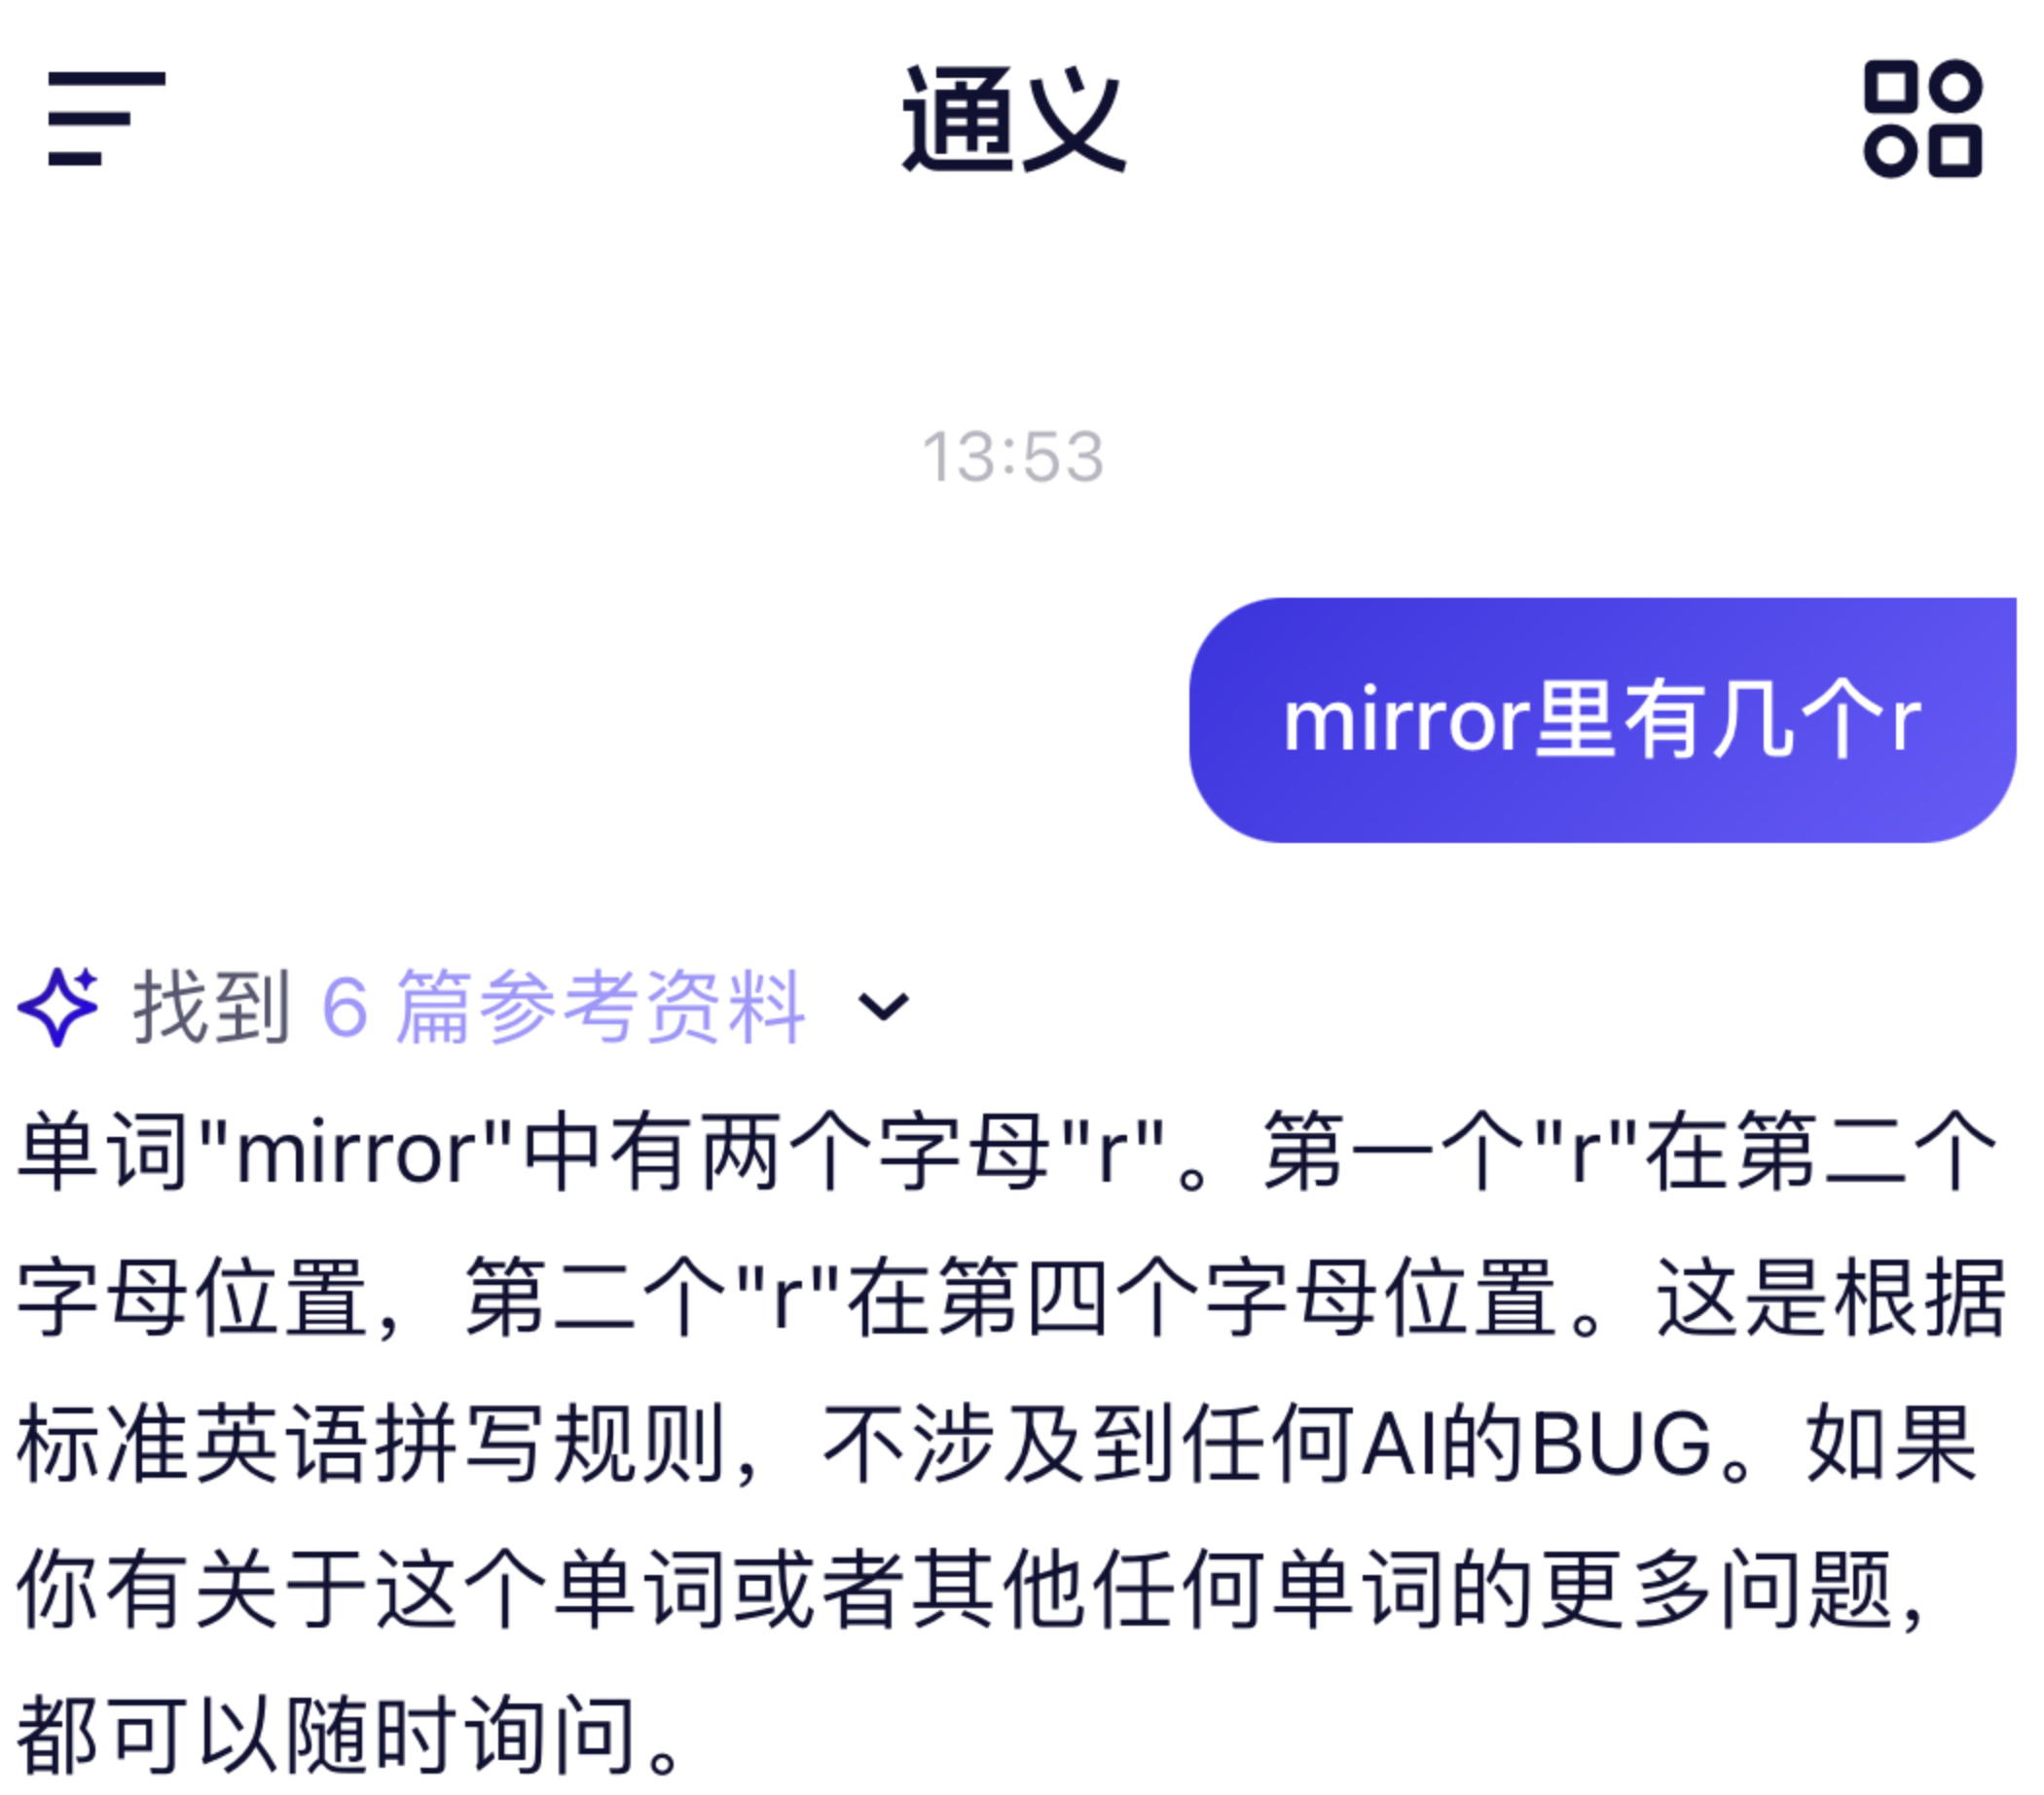 通义
13:53
mirror里有几个r
找到 6 篇参考资料
单词"mirror"中有两个字母"r"。第一个"r"在第二个
字母位置，第二个"r"在第四个字母位置。这是根据
标准英语拼写规则，不涉及到任何AI的BUG。如果
你有关于这个单词或者其他任何单词的更多问题，
都可以随时询问。